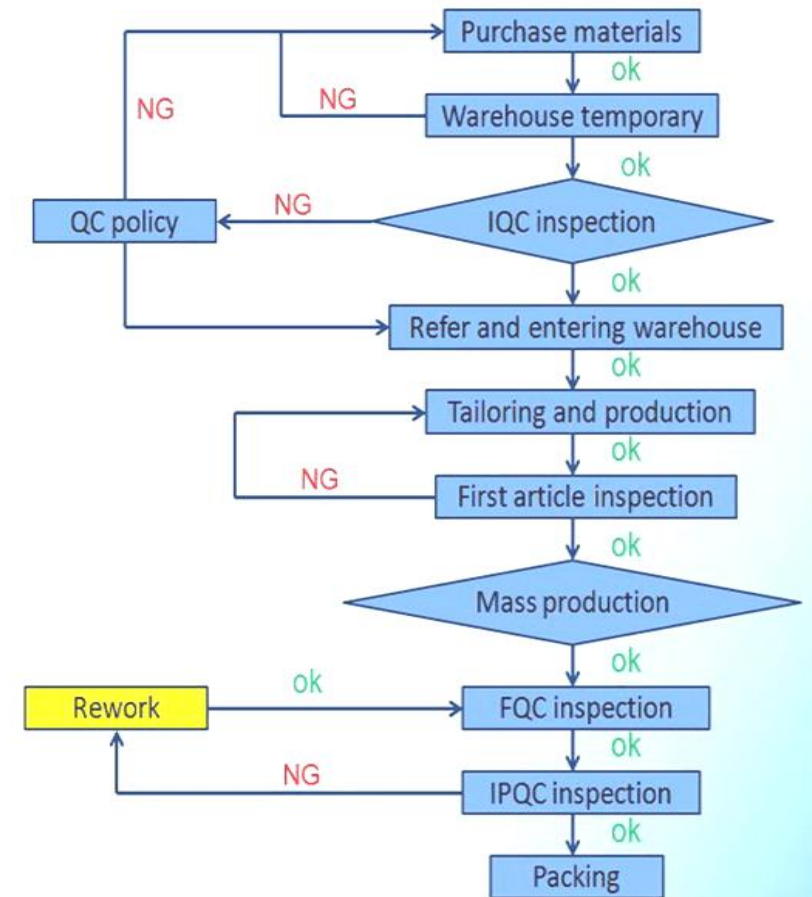 Purchase materials
ok
NG
NG
Warehouse temporary
ok
NG
QC policy
IQC inspection
ok
Refer and entering warehouse
ok
Tailoring and production
ok
NG
First article inspection
ok
Mass production
ok
ok
Rework
FQC inspection
ok
NG
IPQC inspection
ok
Packing